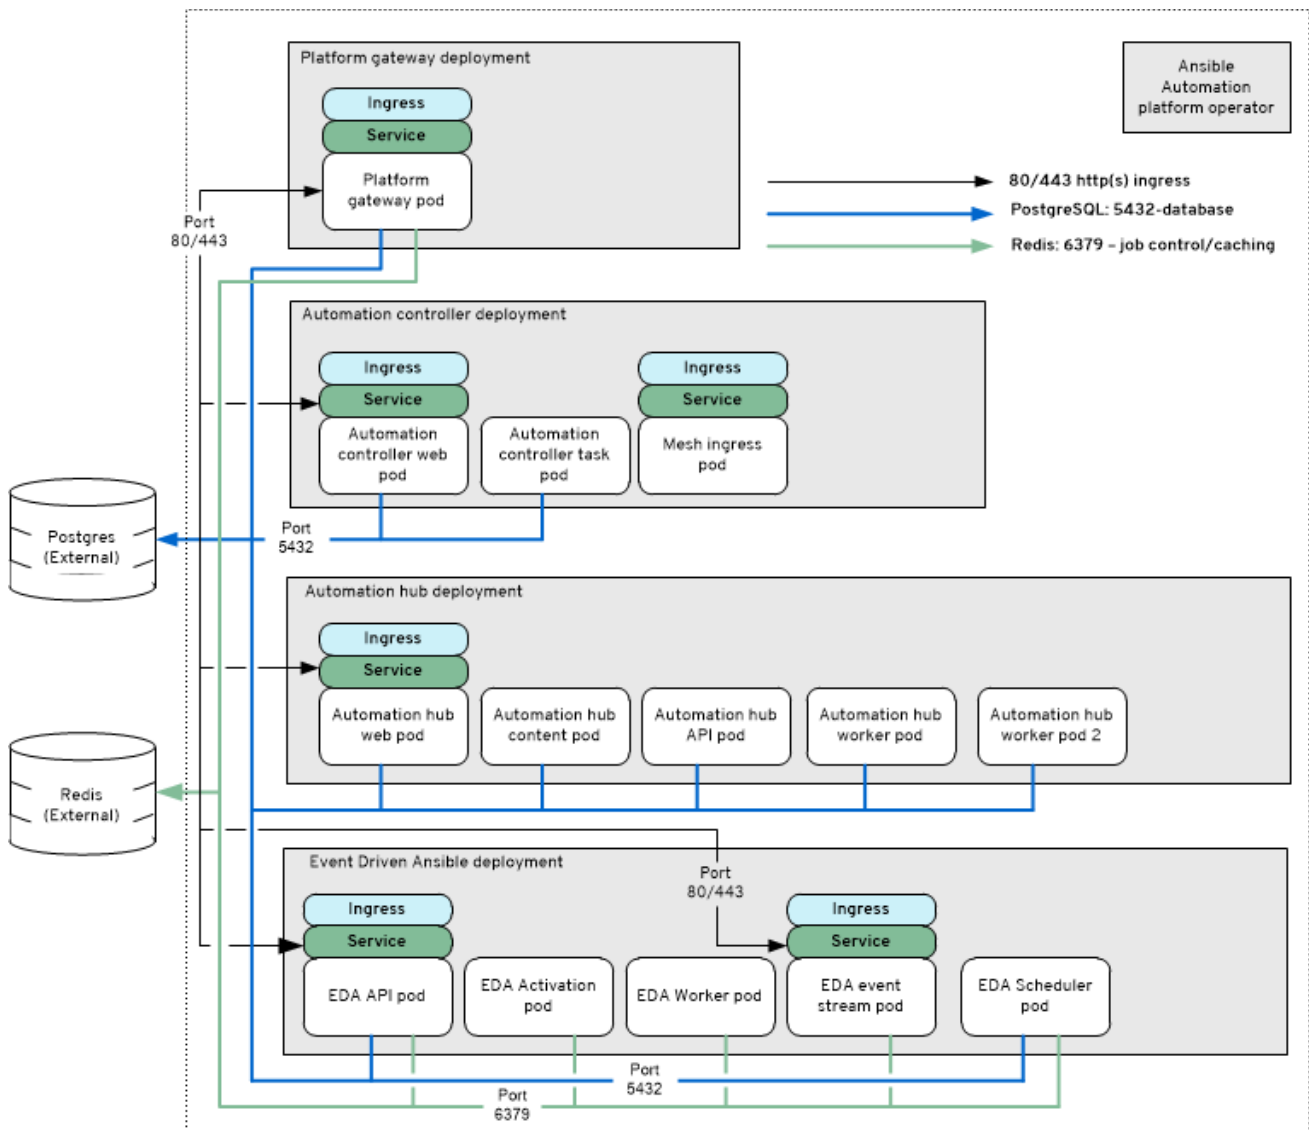 Platform gateway deployment
Ingress
Service
Platform
gateway pod
Ansible
Automation
platform operator
80/443 http(s) ingress
PostgreSQL: 5432-database
Redis: 6379 – job control/caching
Port
80/443
Automation controller deployment
Ingress
Service
Automation
controller web
pod
Automation
controller task
pod
Ingress
Service
Mesh ingress
pod
Postgres
(External)
Port
5432
Automation hub deployment
Ingress
Service
Automation hub
web pod
Automation hub
content pod
Automation hub
API pod
Automation hub
worker pod
Automation hub
worker pod 2
Redis
(External)
Event Driven Ansible deployment
Port
80/443
Ingress
Service
EDA API pod
EDA Activation
pod
EDA Worker pod
Ingress
Service
EDA event
stream pod
EDA Scheduler
pod
Port
5432
Port
6379